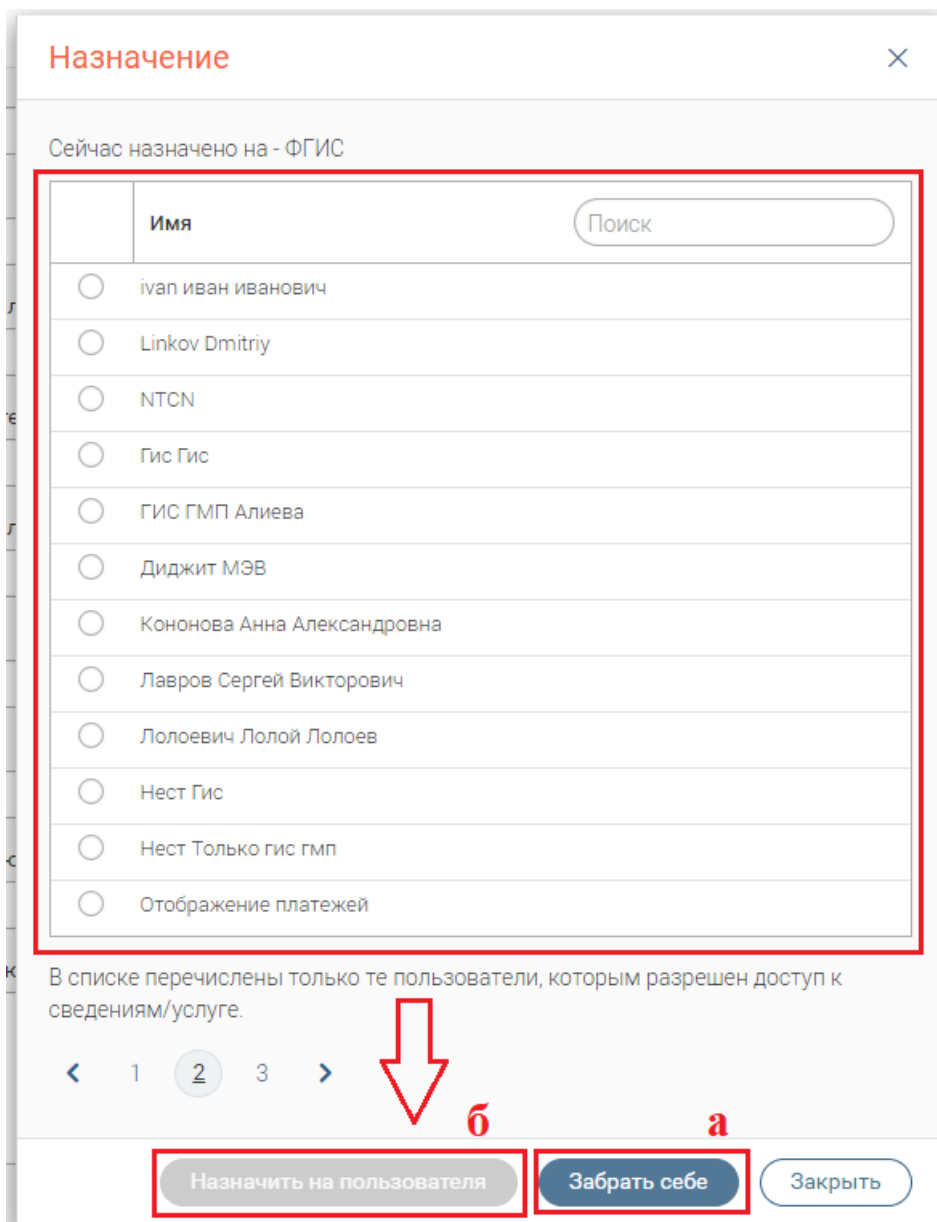 Назначение
Сейчас назначено на - ФГИС
Имя Поиск
ivan иван иванович
Linkov Dmitriy
NTCN
Гис Гис
ГИС ГМП Алиева
Диджит МЭВ
Кононова Анна Александровна
Лавров Сергей Викторович
Лолоевич Лолой Лолоев
Нест Гис
Нест Только гис гмп
Отображение платежей
В списке перечислены только те пользователи, которым разрешен доступ к
сведениям/услуге.
1 2 3
б а
Назначить на пользователя Забрать себе Закрыть